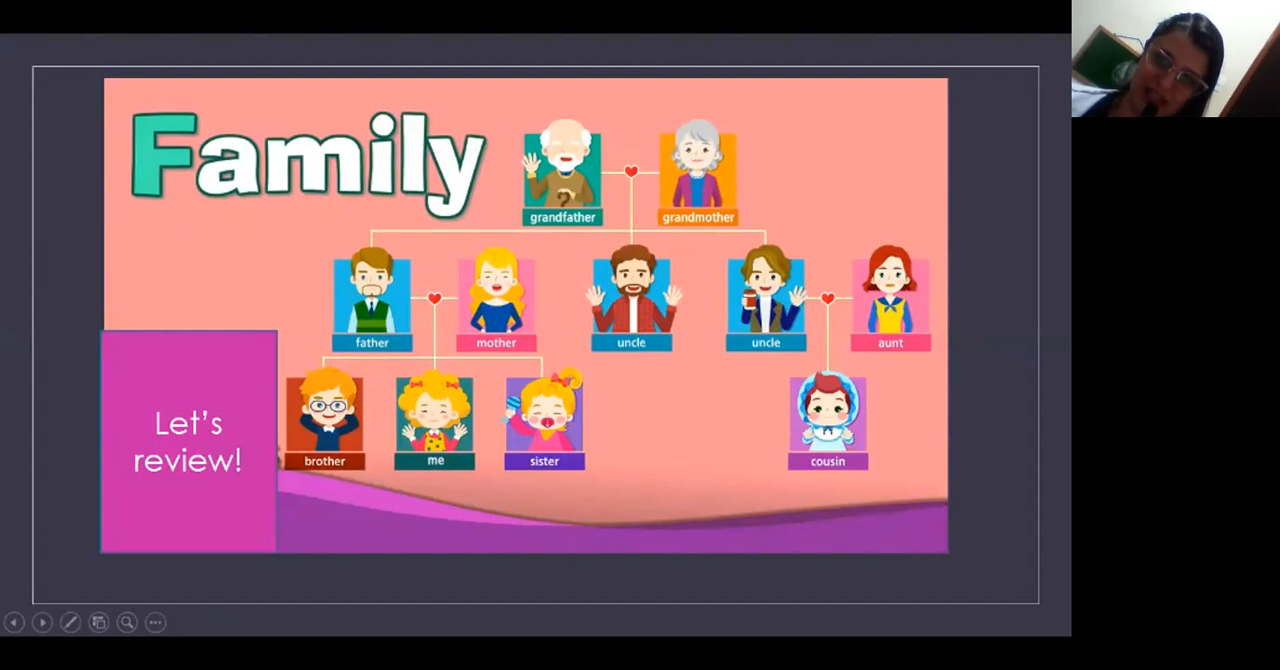 Family
grandfather
grandmother
father
mother
uncle
uncle
aunt
Let's
review!
brother
me
sister
cousin